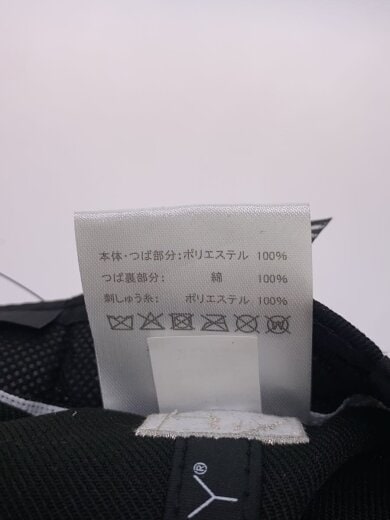 本体・つば部分:ポリエステル 100%
つば裏部分: 綿 100%
刺しゅう糸: ポリエステル 100%
Y®